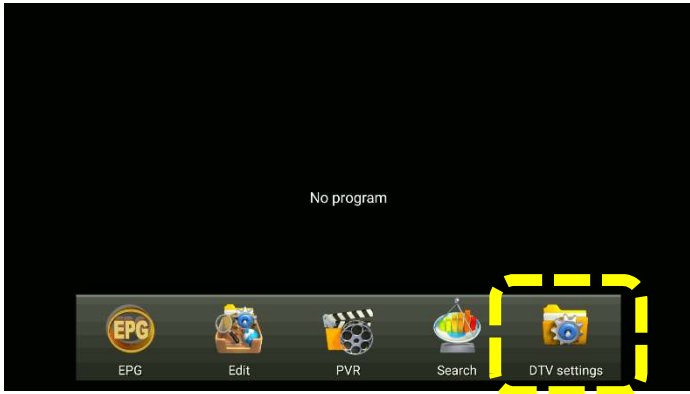 No program
EPG
EPG
Edit
PVR
Search
DTV settings